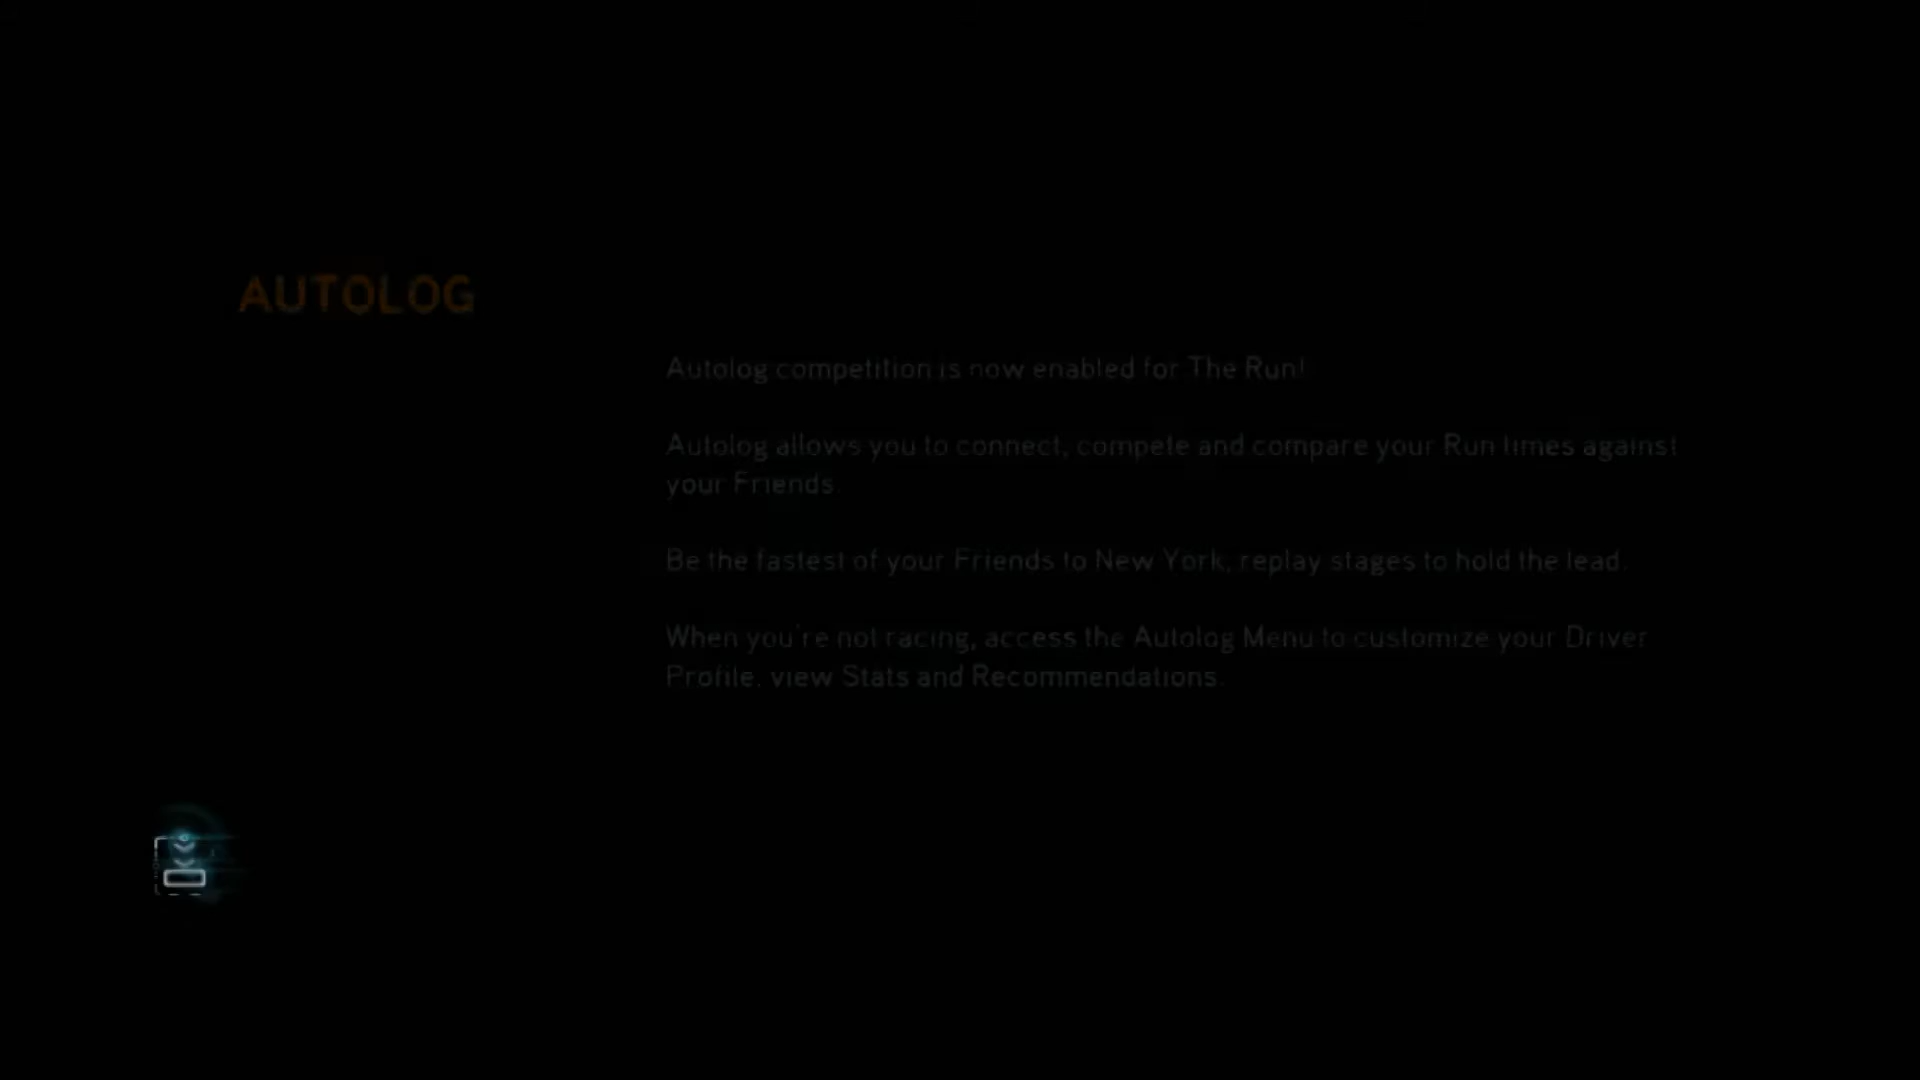 AUTOLOG
Autolog competition is now enabled for The Run!
Autolog allows you to connect, compete and compare your Run times against
your Friends.
Be the fastest of your Friends to New York, replay stages to hold the lead.
When you're not racing, access the Autolog Menu to customize your Driver
Profile, view Stats and Recommendations.